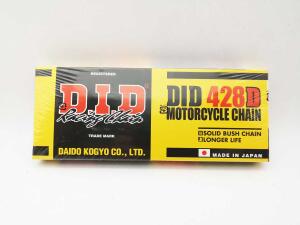 REGISTERED
D.I.D
Racing Chain
TRADE MARK
DAIDO KOGYO CO., LTD.
DID 428D
MOTORCYCLE CHAIN
SOLID BUSH CHAIN
LONGER LIFE
MADE IN JAPAN